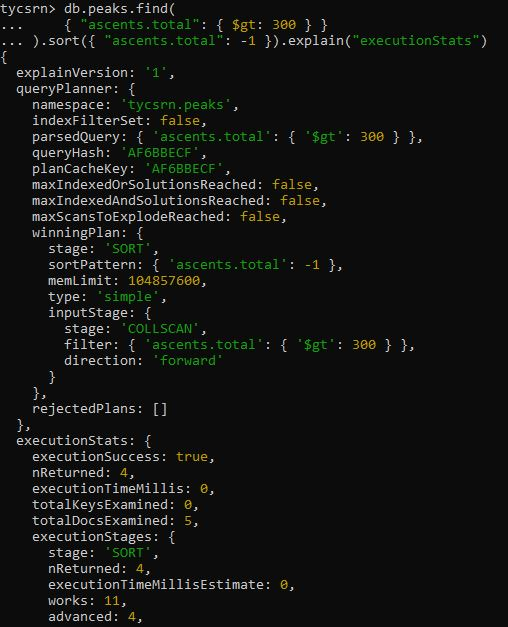 tycsrn> db.peaks.find(
...     { "ascents.total": { $gt: 300 } }
... ).sort({ "ascents.total": -1 }).explain("executionStats")
{
  explainVersion: '1',
  queryPlanner: {
    namespace: 'tycsrn.peaks',
    indexFilterSet: false,
    parsedQuery: { 'ascents.total': { '$gt': 300 } },
    queryHash: 'AF6BBECF',
    planCacheKey: 'AF6BBECF',
    maxIndexedOrSolutionsReached: false,
    maxIndexedAndSolutionsReached: false,
    maxScansToExplodeReached: false,
    winningPlan: {
      stage: 'SORT',
      sortPattern: { 'ascents.total': -1 },
      memLimit: 104857600,
      type: 'simple',
      inputStage: {
        stage: 'COLLSCAN',
        filter: { 'ascents.total': { '$gt': 300 } },
        direction: 'forward'
      }
    },
    rejectedPlans: []
  },
  executionStats: {
    executionSuccess: true,
    nReturned: 4,
    executionTimeMillis: 0,
    totalKeysExamined: 0,
    totalDocsExamined: 5,
    executionStages: {
      stage: 'SORT',
      nReturned: 4,
      executionTimeMillisEstimate: 0,
      works: 11,
      advanced: 4,